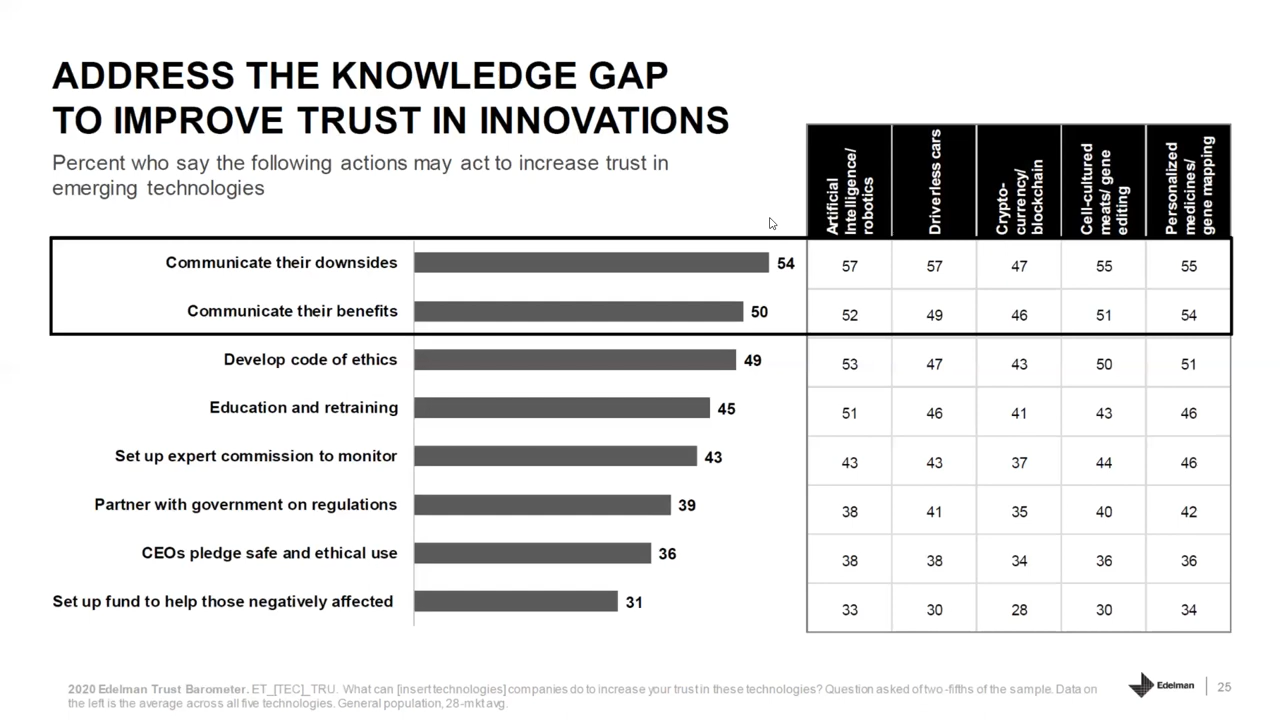 ADDRESS THE KNOWLEDGE GAP
TO IMPROVE TRUST IN INNOVATIONS
Percent who say the following actions may act to increase trust in
emerging technologies
Artificial
Intelligence/
robotics
Driverless cars
Crypto-
currency/
blockchain
Cell-cultured
meats/ gene
editing
Personalized
medicines/
gene mapping
Communicate their downsides 54 57 57 47 55 55
Communicate their benefits 50 52 49 46 51 54
Develop code of ethics 49 53 47 43 50 51
Education and retraining 45 51 46 41 43 46
Set up expert commission to monitor 43 43 43 37 44 46
Partner with government on regulations 39 38 41 35 40 42
CEOs pledge safe and ethical use 36 38 38 34 36 36
Set up fund to help those negatively affected 31 33 30 28 30 34
2020 Edelman Trust Barometer. ET_[TEC]_TRU. What can [insert technologies] companies do to increase your trust in these technologies? Question asked of two-fifths of the sample. Data on
the left is the average across all five technologies. General population, 28-mkt avg.
Edelman 25